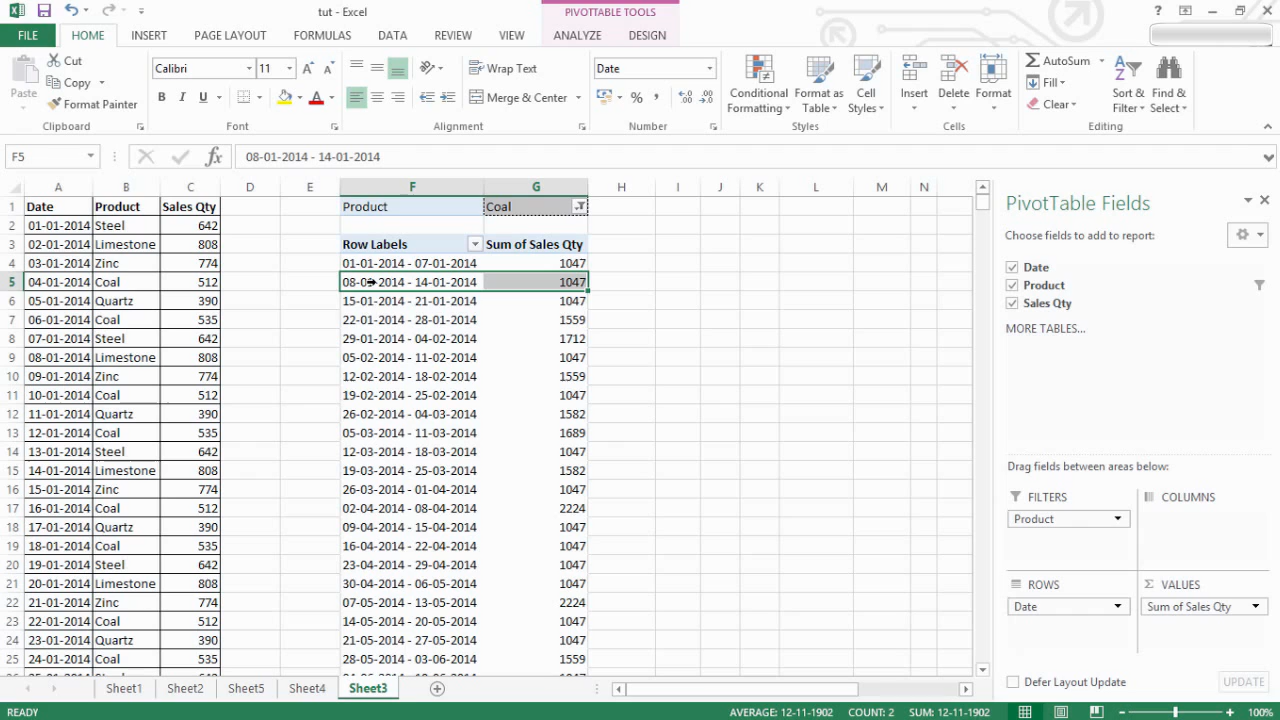 tut - Excel
PIVOTTABLE TOOLS
?
FILE HOME INSERT PAGE LAYOUT FORMULAS DATA REVIEW VIEW ANALYZE DESIGN
Paste
Cut
Copy
Format Painter
Clipboard
Calibri 11
B I U
Font
Wrap Text
Merge & Center
Alignment
Date
%
Number
Conditional Formatting
Format as Table
Cell Styles
Styles
Insert Delete Format
Cells
AutoSum
Fill
Clear
Sort & Filter
Find & Select
Editing
F5 fx 08-01-2014 - 14-01-2014
A B C D E F G H I J K L M N
1 Date Product Sales Qty Product Coal
2 01-01-2014 Steel 642
3 02-01-2014 Limestone 808 Row Labels Sum of Sales Qty
4 03-01-2014 Zinc 774 01-01-2014 - 07-01-2014 1047
5 04-01-2014 Coal 512 08-01-2014 - 14-01-2014 1047
6 05-01-2014 Quartz 390 15-01-2014 - 21-01-2014 1047
7 06-01-2014 Coal 535 22-01-2014 - 28-01-2014 1559
8 07-01-2014 Steel 642 29-01-2014 - 04-02-2014 1712
9 08-01-2014 Limestone 808 05-02-2014 - 11-02-2014 1047
10 09-01-2014 Zinc 774 12-02-2014 - 18-02-2014 1559
11 10-01-2014 Coal 512 19-02-2014 - 25-02-2014 1047
12 11-01-2014 Quartz 390 26-02-2014 - 04-03-2014 1582
13 12-01-2014 Coal 535 05-03-2014 - 11-03-2014 1689
14 13-01-2014 Steel 642 12-03-2014 - 18-03-2014 1047
15 14-01-2014 Limestone 808 19-03-2014 - 25-03-2014 1582
16 15-01-2014 Zinc 774 26-03-2014 - 01-04-2014 1047
17 16-01-2014 Coal 512 02-04-2014 - 08-04-2014 2224
18 17-01-2014 Quartz 390 09-04-2014 - 15-04-2014 1047
19 18-01-2014 Coal 535 16-04-2014 - 22-04-2014 1047
20 19-01-2014 Steel 642 23-04-2014 - 29-04-2014 1047
21 20-01-2014 Limestone 808 30-04-2014 - 06-05-2014 1047
22 21-01-2014 Zinc 774 07-05-2014 - 13-05-2014 2224
23 22-01-2014 Coal 512 14-05-2014 - 20-05-2014 1047
24 23-01-2014 Quartz 390 21-05-2014 - 27-05-2014 1047
25 24-01-2014 Coal 535 28-05-2014 - 03-06-2014 1559
PivotTable Fields
Choose fields to add to report:
Date
Product
Sales Qty
MORE TABLES...
Drag fields between areas below:
FILTERS COLUMNS
Product
ROWS Σ VALUES
Date Sum of Sales Qty
Defer Layout Update UPDATE
Sheet1 Sheet2 Sheet5 Sheet4 Sheet3
READY AVERAGE: 12-11-1902 COUNT: 2 SUM: 12-11-1902 100%